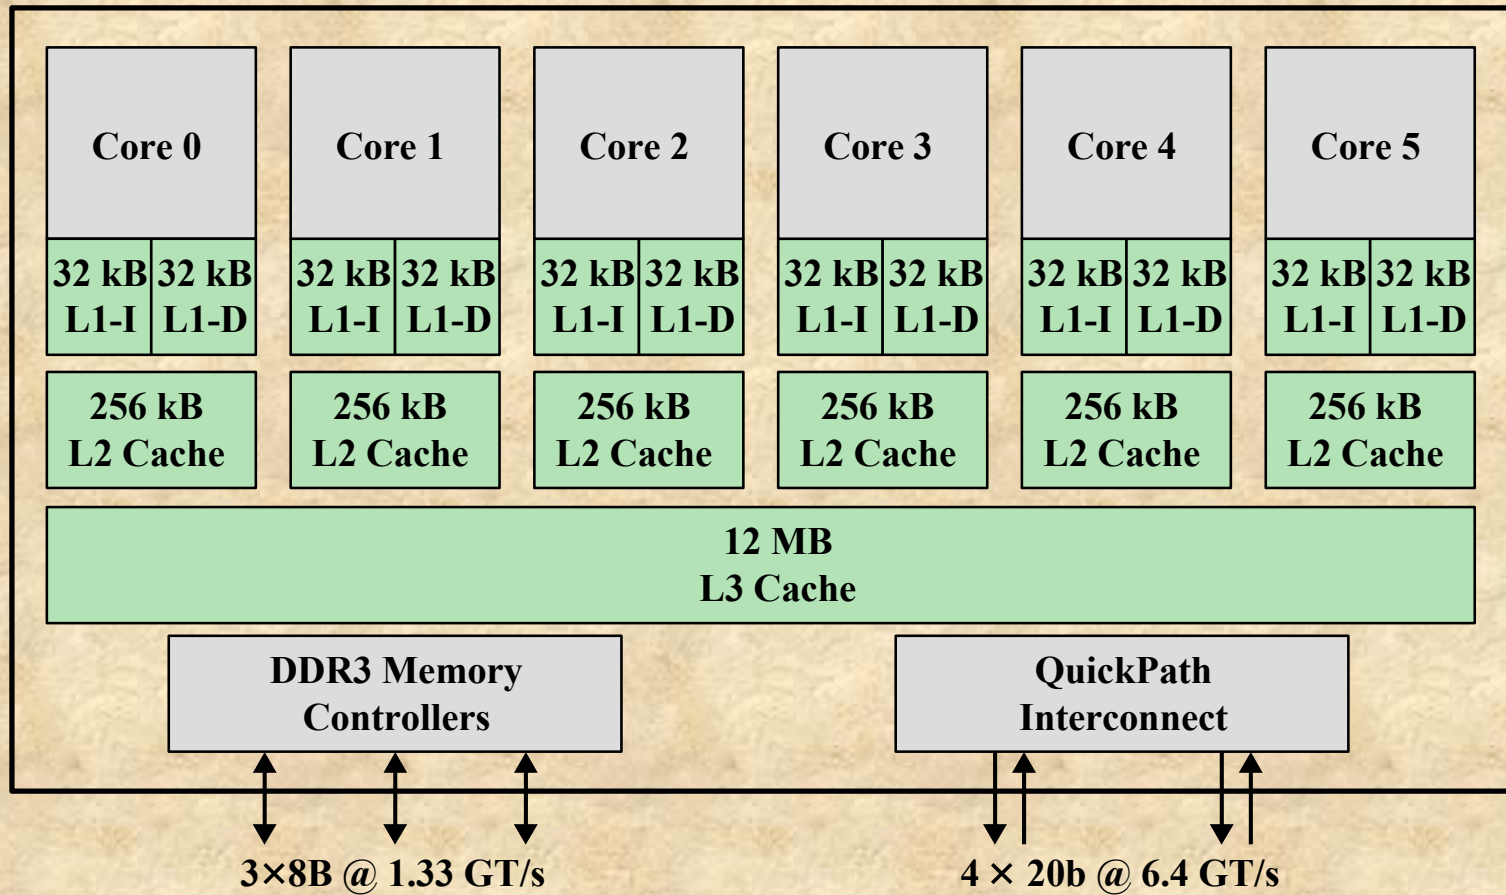 Core 0
Core 1
Core 2
Core 3
Core 4
Core 5
32 kB
L1-I
32 kB
L1-D
32 kB
L1-I
32 kB
L1-D
32 kB
L1-I
32 kB
L1-D
32 kB
L1-I
32 kB
L1-D
32 kB
L1-I
32 kB
L1-D
32 kB
L1-I
32 kB
L1-D
256 kB
L2 Cache
256 kB
L2 Cache
256 kB
L2 Cache
256 kB
L2 Cache
256 kB
L2 Cache
256 kB
L2 Cache
12 MB
L3 Cache
DDR3 Memory
Controllers
QuickPath
Interconnect
3×8B @ 1.33 GT/s
4 × 20b @ 6.4 GT/s